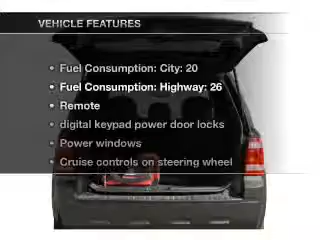 VEHICLE FEATURES
• Fuel Consumption: City: 20
• Fuel Consumption: Highway: 26
• Remote
• digital keypad power door locks
• Power windows
• Cruise controls on steering wheel